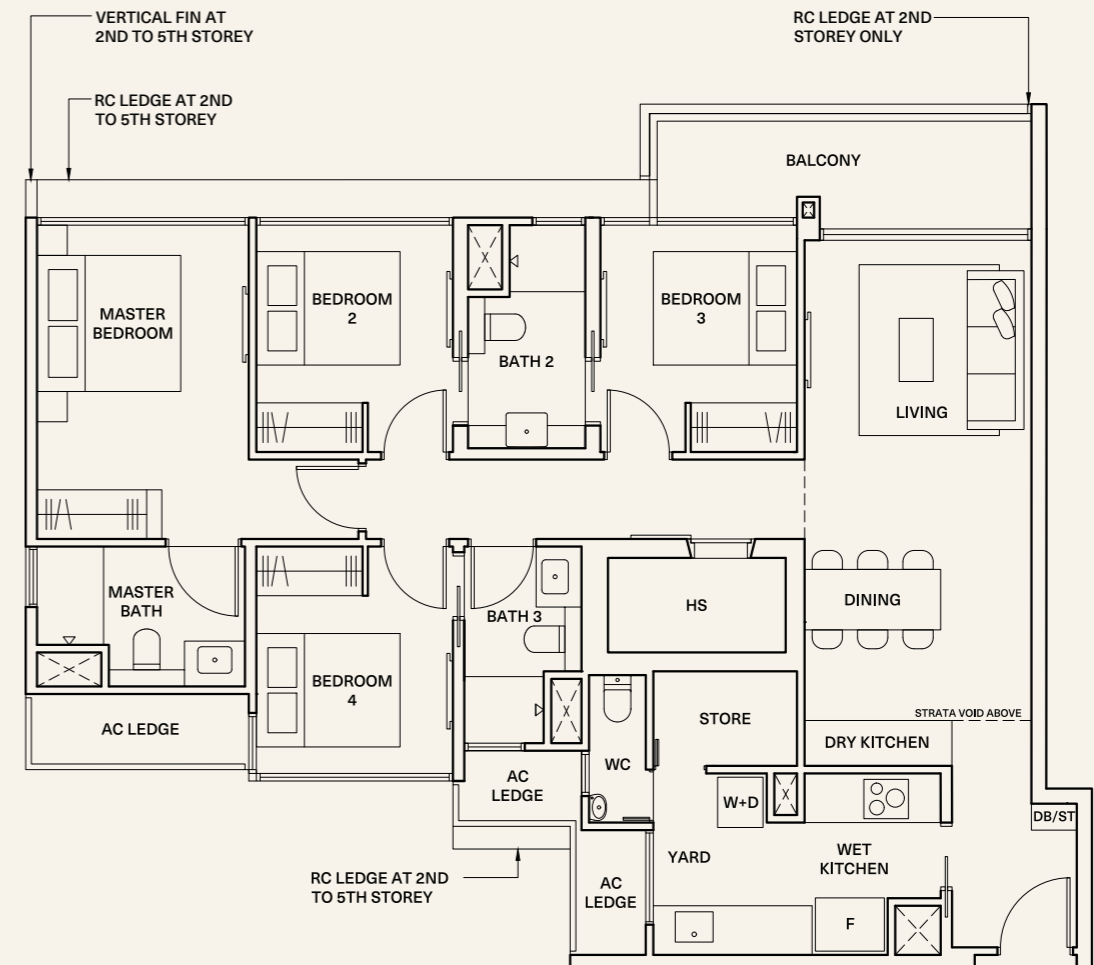 VERTICAL FIN AT
2ND TO 5TH STOREY
RC LEDGE AT 2ND
STOREY ONLY
RC LEDGE AT 2ND
TO 5TH STOREY
BALCONY
MASTER
BEDROOM
BEDROOM
2
BATH 2
BEDROOM
3
LIVING
MASTER
BATH
BATH 3
HS
DINING
BEDROOM
4
AC LEDGE
STORE
STRATA VOID ABOVE
DRY KITCHEN
WC
AC
LEDGE
W+D
DB/ST
YARD
WET
KITCHEN
RC LEDGE AT 2ND
TO 5TH STOREY
AC
LEDGE
F